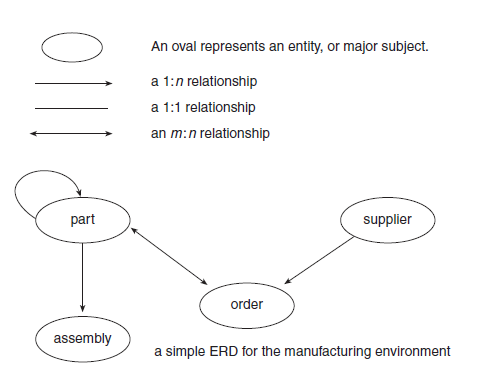 An oval represents an entity, or major subject.
a 1:n relationship
a 1:1 relationship
an m:n relationship
part
supplier
order
assembly
a simple ERD for the manufacturing environment